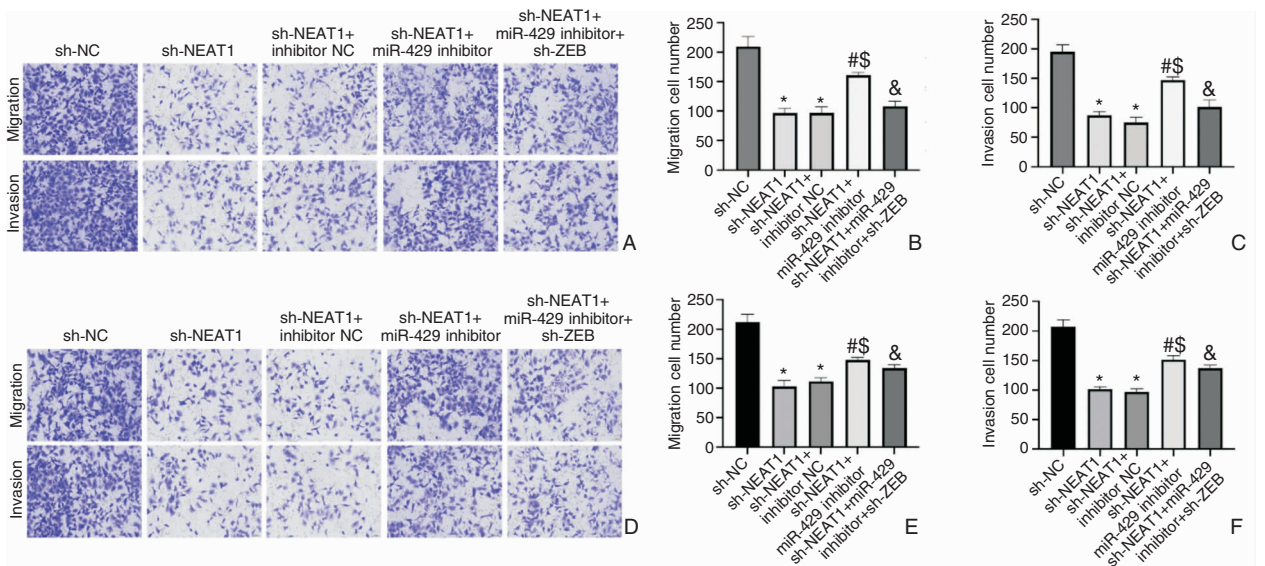 sh-NC
sh-NEAT1
sh-NEAT1+
inhibitor NC
sh-NEAT1+
miR-429 inhibitor
sh-NEAT1+
miR-429 inhibitor+
sh-ZEB
Migration
Invasion
A
Migration cell number
250
200
150
100
50
0
*
*
#$
&
sh-NC
sh-NEAT1
sh-NEAT1+
inhibitor NC
sh-NEAT1+
miR-429 inhibitor
sh-NEAT1+miR-429
inhibitor+sh-ZEB
B
Invasion cell number
250
200
150
100
50
0
*
*
#$
&
sh-NC
sh-NEAT1
sh-NEAT1+
inhibitor NC
sh-NEAT1+
miR-429 inhibitor
sh-NEAT1+miR-429
inhibitor+sh-ZEB
C
sh-NC
sh-NEAT1
sh-NEAT1+
inhibitor NC
sh-NEAT1+
miR-429 inhibitor
sh-NEAT1+
miR-429 inhibitor+
sh-ZEB
Migration
Invasion
D
Migration cell number
250
200
150
100
50
0
*
*
#$
&
sh-NC
sh-NEAT1
sh-NEAT1+
inhibitor NC
sh-NEAT1+
miR-429 inhibitor
sh-NEAT1+miR-429
inhibitor+sh-ZEB
E
Invasion cell number
250
200
150
100
50
0
*
*
#$
&
sh-NC
sh-NEAT1
sh-NEAT1+
inhibitor NC
sh-NEAT1+
miR-429 inhibitor
sh-NEAT1+miR-429
inhibitor+sh-ZEB
F